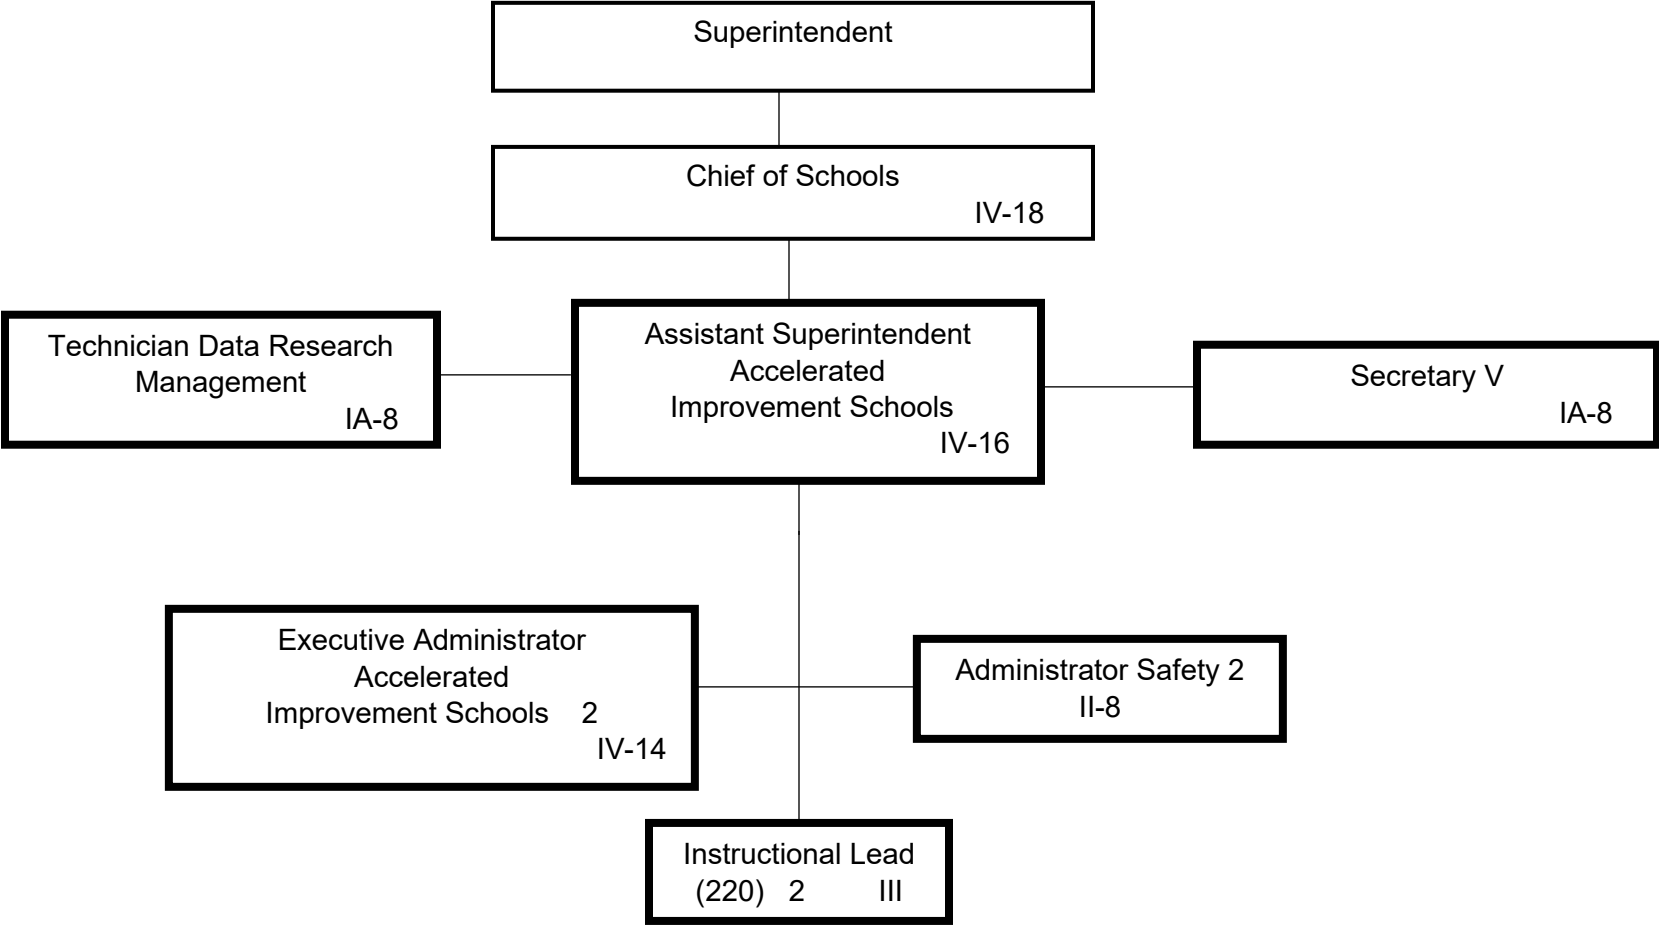 Superintendent
Chief of Schools
IV-18
Technician Data Research
Management
IA-8
Assistant Superintendent
Accelerated
Improvement Schools
IV-16
Secretary V
IA-8
Executive Administrator
Accelerated
Improvement Schools 2
IV-14
Administrator Safety 2
II-8
Instructional Lead
(220) 2 III